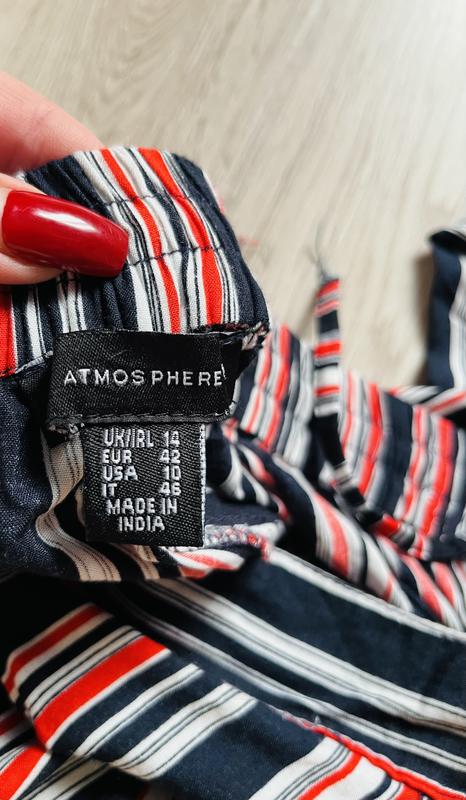 ATMOSPHERE
UK/IRL 14
EUR 42
USA 10
IT 46
MADE IN
INDIA